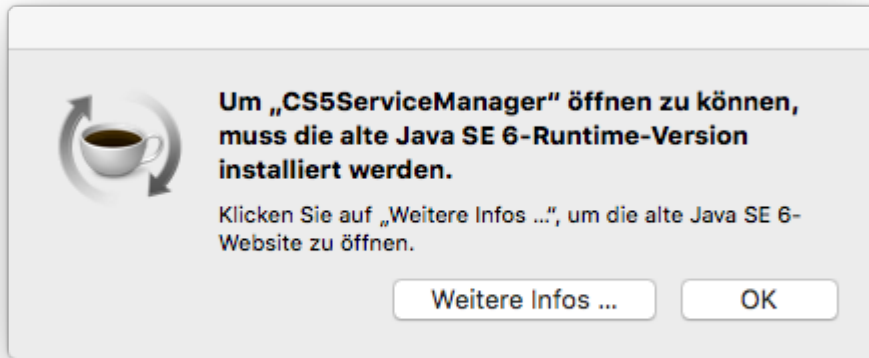 Um „CS5ServiceManager“ öffnen zu können,
muss die alte Java SE 6-Runtime-Version
installiert werden.
Klicken Sie auf „Weitere Infos ...“, um die alte Java SE 6-
Website zu öffnen.
Weitere Infos ...
OK